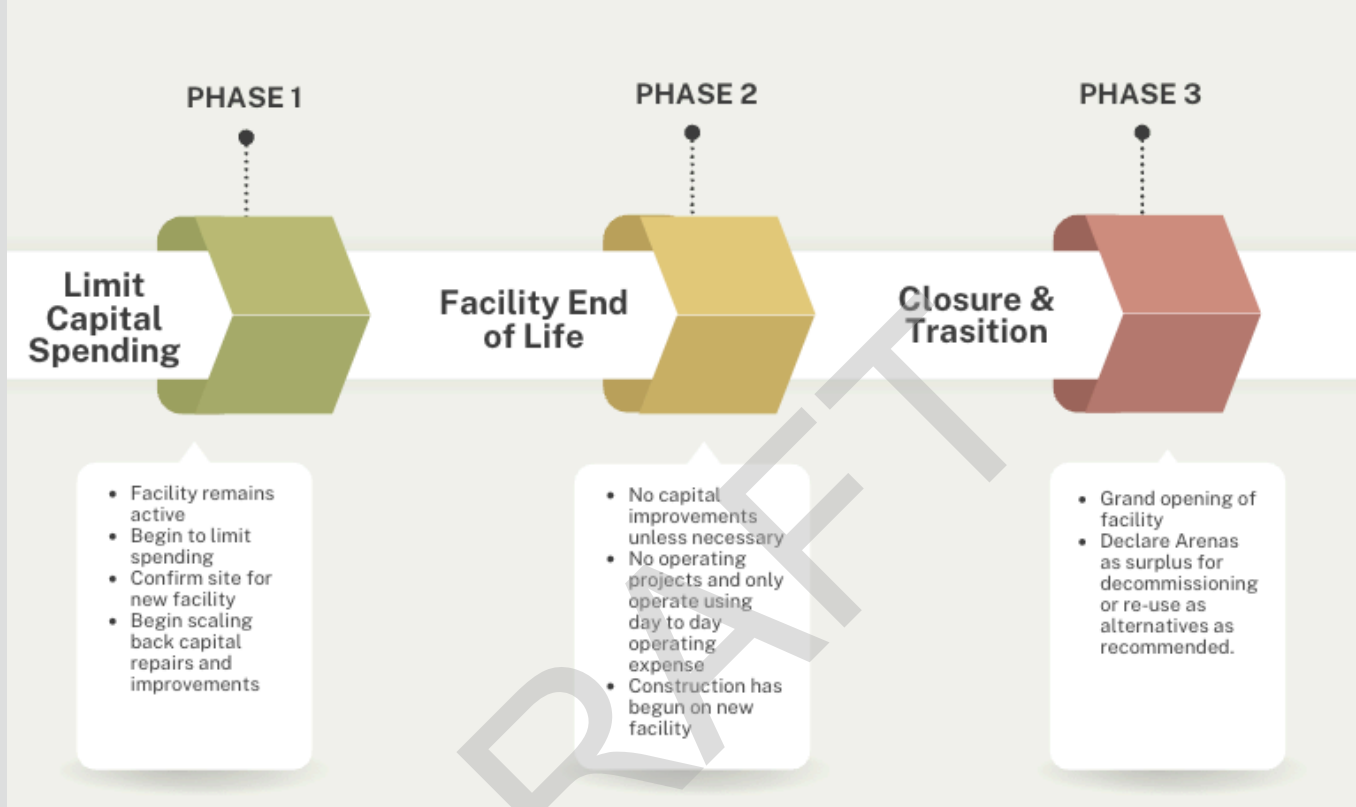 PHASE 1
PHASE 2
PHASE 3
Limit
Capital
Spending
Facility End
of Life
Closure &
Trasition
• Facility remains
active
• Begin to limit
spending
• Confirm site for
new facility
• Begin scaling
back capital
repairs and
improvements
• No capital
improvements
unless necessary
• No operating
projects and only
operate using
day to day
operating
expense
• Construction has
begun on new
facility
• Grand opening of
facility
• Declare Arenas
as surplus for
decommissioning
or re-use as
alternatives as
recommended.
RAFT